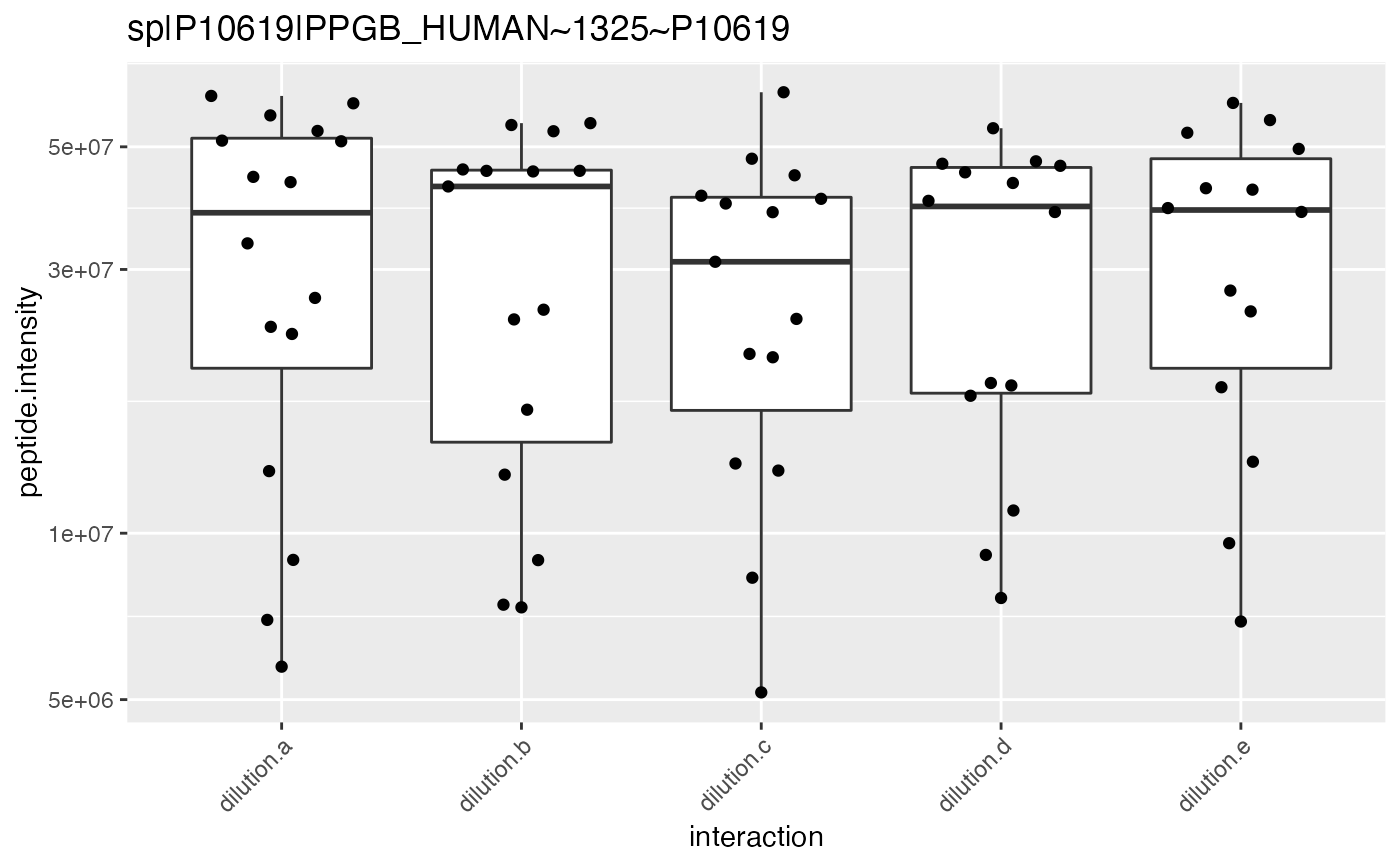 sp|P10619|PPGB_HUMAN~1325~P10619
peptide.intensity
5e+07
3e+07
1e+07
5e+06
dilution.a
dilution.b
dilution.c
dilution.d
dilution.e
interaction